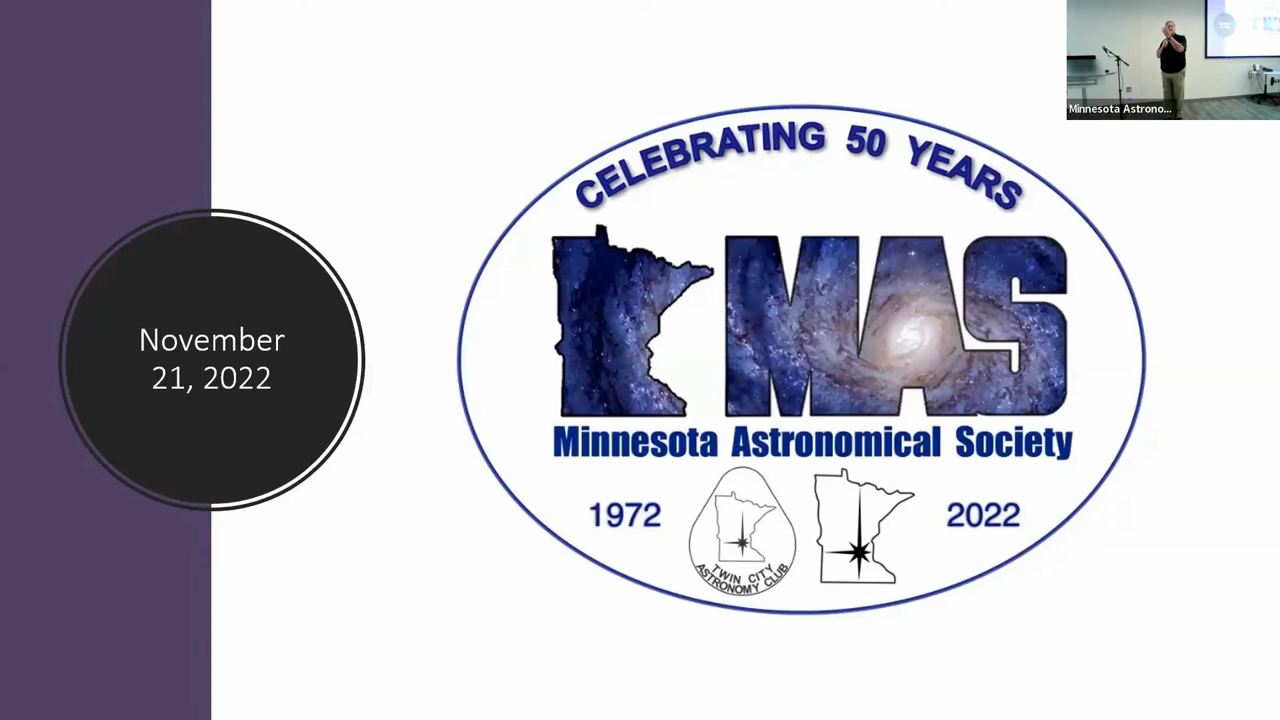 Minnesota Astrono...
CELEBRATING 50 YEARS
MAS
Minnesota Astronomical Society
1972
2022
TWIN CITY
ASTRONOMY CLUB
November
21, 2022